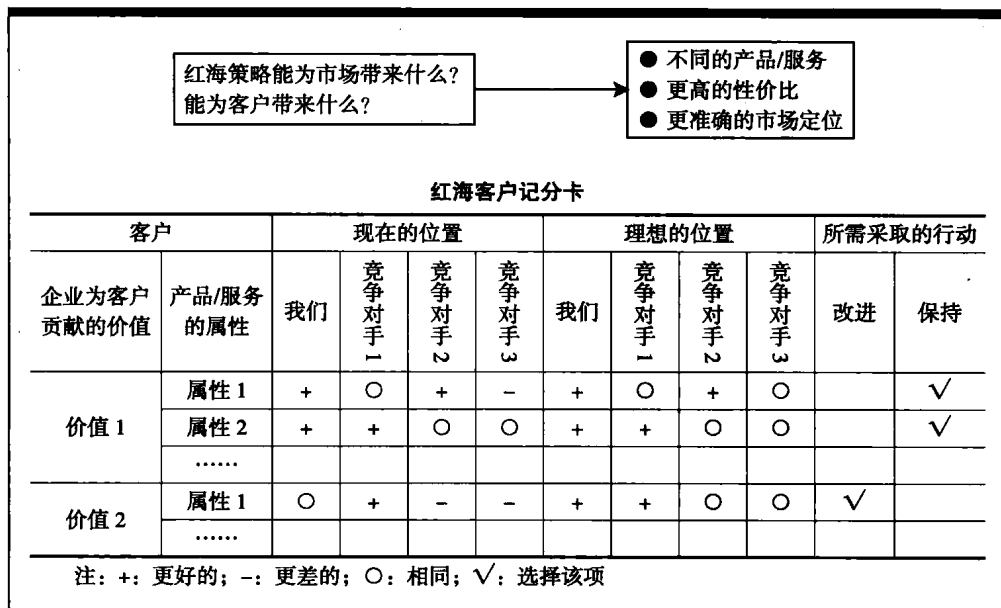 红海策略能为市场带来什么？
能为客户带来什么？
● 不同的产品/服务
● 更高的性价比
● 更准确的市场定位
红海客户记分卡
客户 现在的位置 理想的位置 所需采取的行动
企业为客户贡献的价值 产品/服务的属性 我们 竞争对手1 竞争对手2 竞争对手3 我们 竞争对手1 竞争对手2 竞争对手3 改进 保持
价值1 属性1 + ○ + - + ○ + ○ √
属性2 + + ○ ○ + + ○ ○ √
……
价值2 属性1 ○ + - - + + ○ ○ √
……
注：+：更好的；-：更差的；○：相同；√：选择该项